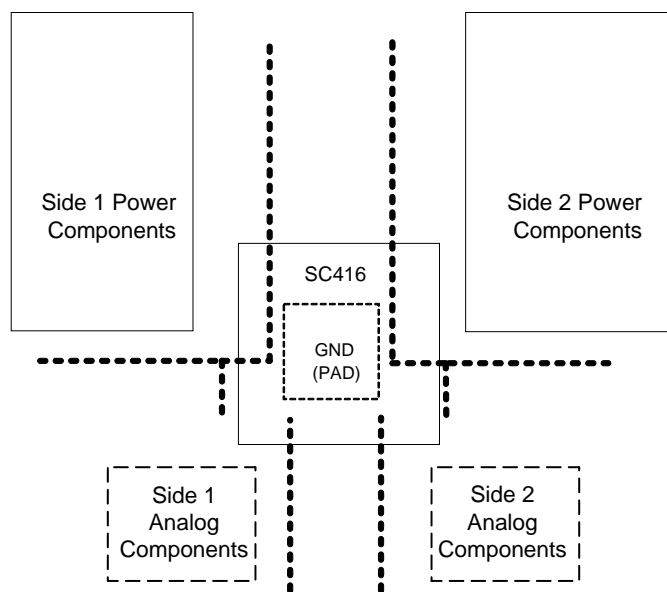 Side 1 Power
Components
Side 2 Power
Components
SC416
GND
(PAD)
Side 1
Analog
Components
Side 2
Analog
Components